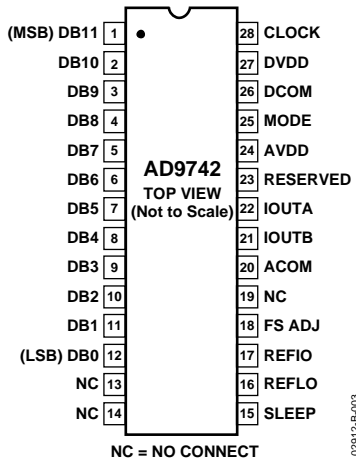 (MSB) DB11 1
DB10 2
DB9 3
DB8 4
DB7 5
DB6 6
DB5 7
DB4 8
DB3 9
DB2 10
DB1 11
(LSB) DB0 12
NC 13
NC 14
AD9742
TOP VIEW
(Not to Scale)
28 CLOCK
27 DVDD
26 DCOM
25 MODE
24 AVDD
23 RESERVED
22 IOUTA
21 IOUTB
20 ACOM
19 NC
18 FS ADJ
17 REFIO
16 REFLO
15 SLEEP
NC = NO CONNECT
02912-B-003